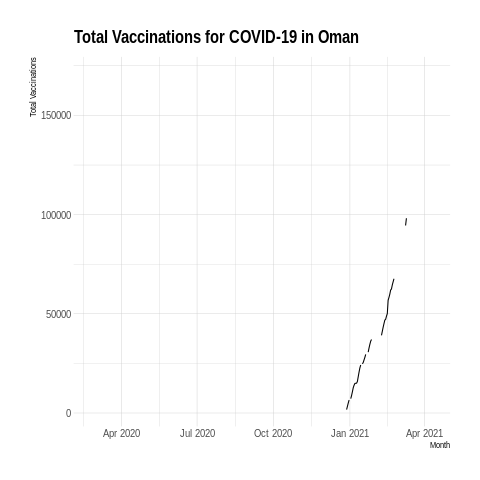 Total Vaccinations for COVID-19 in Oman
Total Vaccinations
150000
100000
50000
0
Apr 2020 Jul 2020 Oct 2020 Jan 2021 Apr 2021
Month